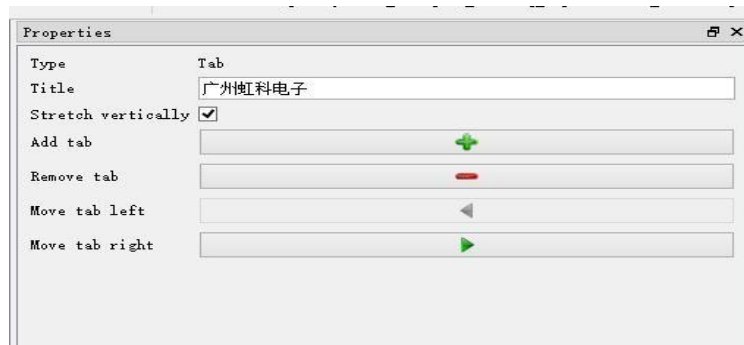 Properties
Type Tab
Title 广州虹科电子
Stretch vertically
Add tab
Remove tab
Move tab left
Move tab right